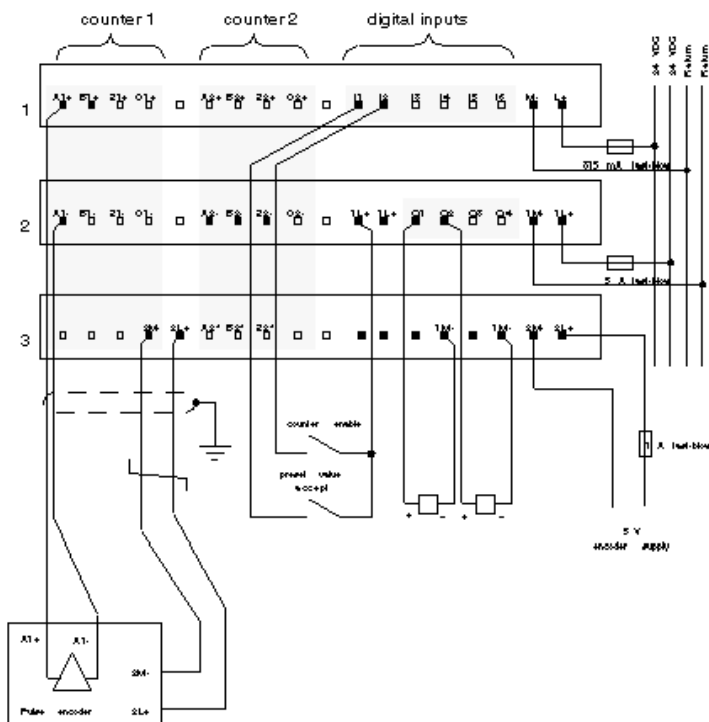 counter 1 counter 2 digital inputs
24 VDC
24 VDC
Return
Return
A1+ B1+ Z1+ O1+ A2+ B2+ Z2+ O2+ I1 I2 I3 I4 I5 I6 M- L+
1
315 mA fast-blow
A1- B1- Z1- O1- A2- B2- Z2- O2- 1L+ 1L+ Q1 Q2 Q3 Q4 1M- 1L+
2
5 A fast-blow
2M- 2L+ A2* B2* Z2* 1M- 1M- 2M- 2L+
3
counter enable
1 A fast-blow
preset value
accept
+ - + -
5 V
encoder supply
A1+ A1-
2M-
Pulse encoder 2L+